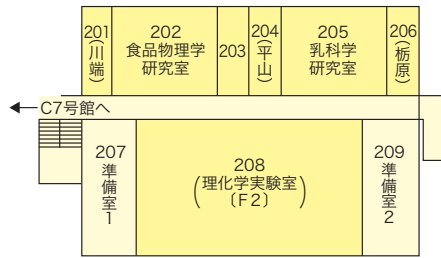 201
(川端)
202
食品物理学
研究室
203
204
(平山)
205
乳科学
研究室
206
(栃原)
C7号館へ
207
準備室1
208
(理化学実験室
〔F2〕)
209
準備室2